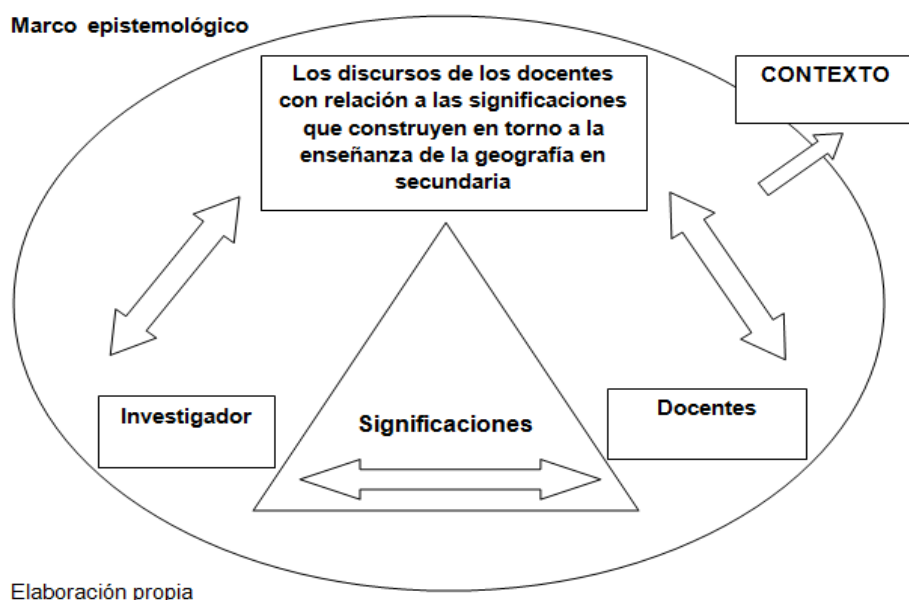 Marco epistemológico
Los discursos de los docentes
con relación a las significaciones
que construyen en torno a la
enseñanza de la geografía en
secundaria
CONTEXTO
Investigador
Significaciones
Docentes
Elaboración propia